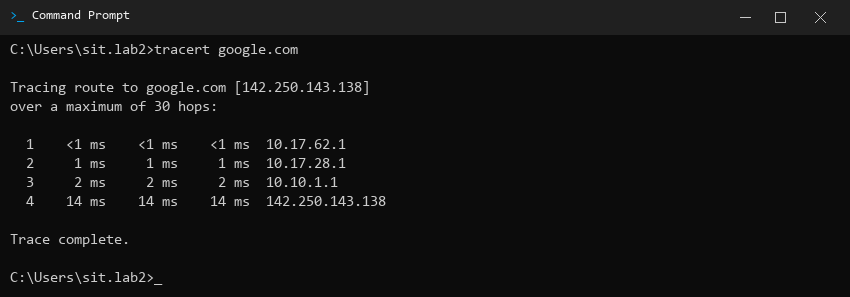 Command Prompt
C:\Users\sit.lab2>tracert google.com
Tracing route to google.com [142.250.143.138]
over a maximum of 30 hops:
1    <1 ms    <1 ms    <1 ms  10.17.62.1
2     1 ms     1 ms     1 ms  10.17.28.1
3     2 ms     2 ms     2 ms  10.10.1.1
4    14 ms    14 ms    14 ms  142.250.143.138
Trace complete.
C:\Users\sit.lab2>_